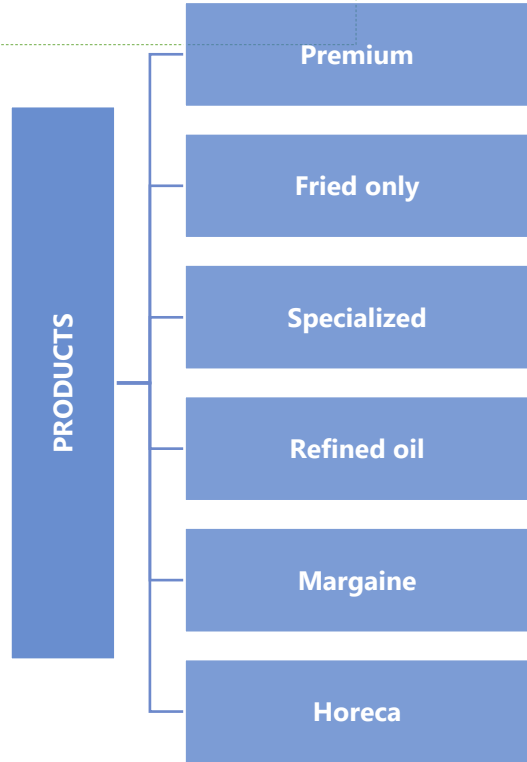 PRODUCTS
Premium
Fried only
Specialized
Refined oil
Margaine
Horeca